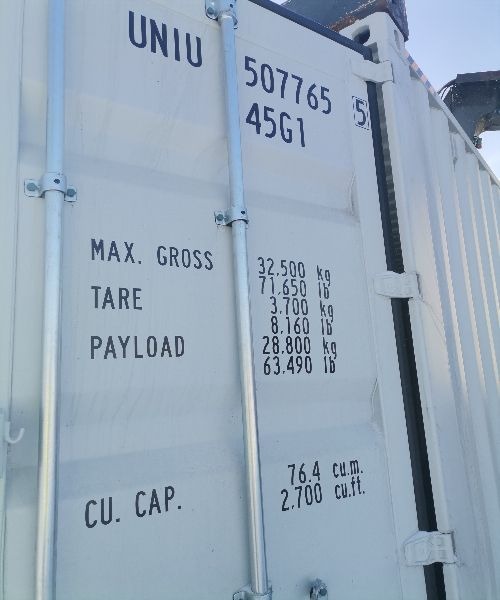 UNIU 507765 5
45G1
MAX. GROSS 32,500 kg
71,650 lb
TARE 3,700 kg
8,160 lb
PAYLOAD 28,800 kg
63,490 lb
CU. CAP. 76.4 cu.m.
2,700 cu.ft.